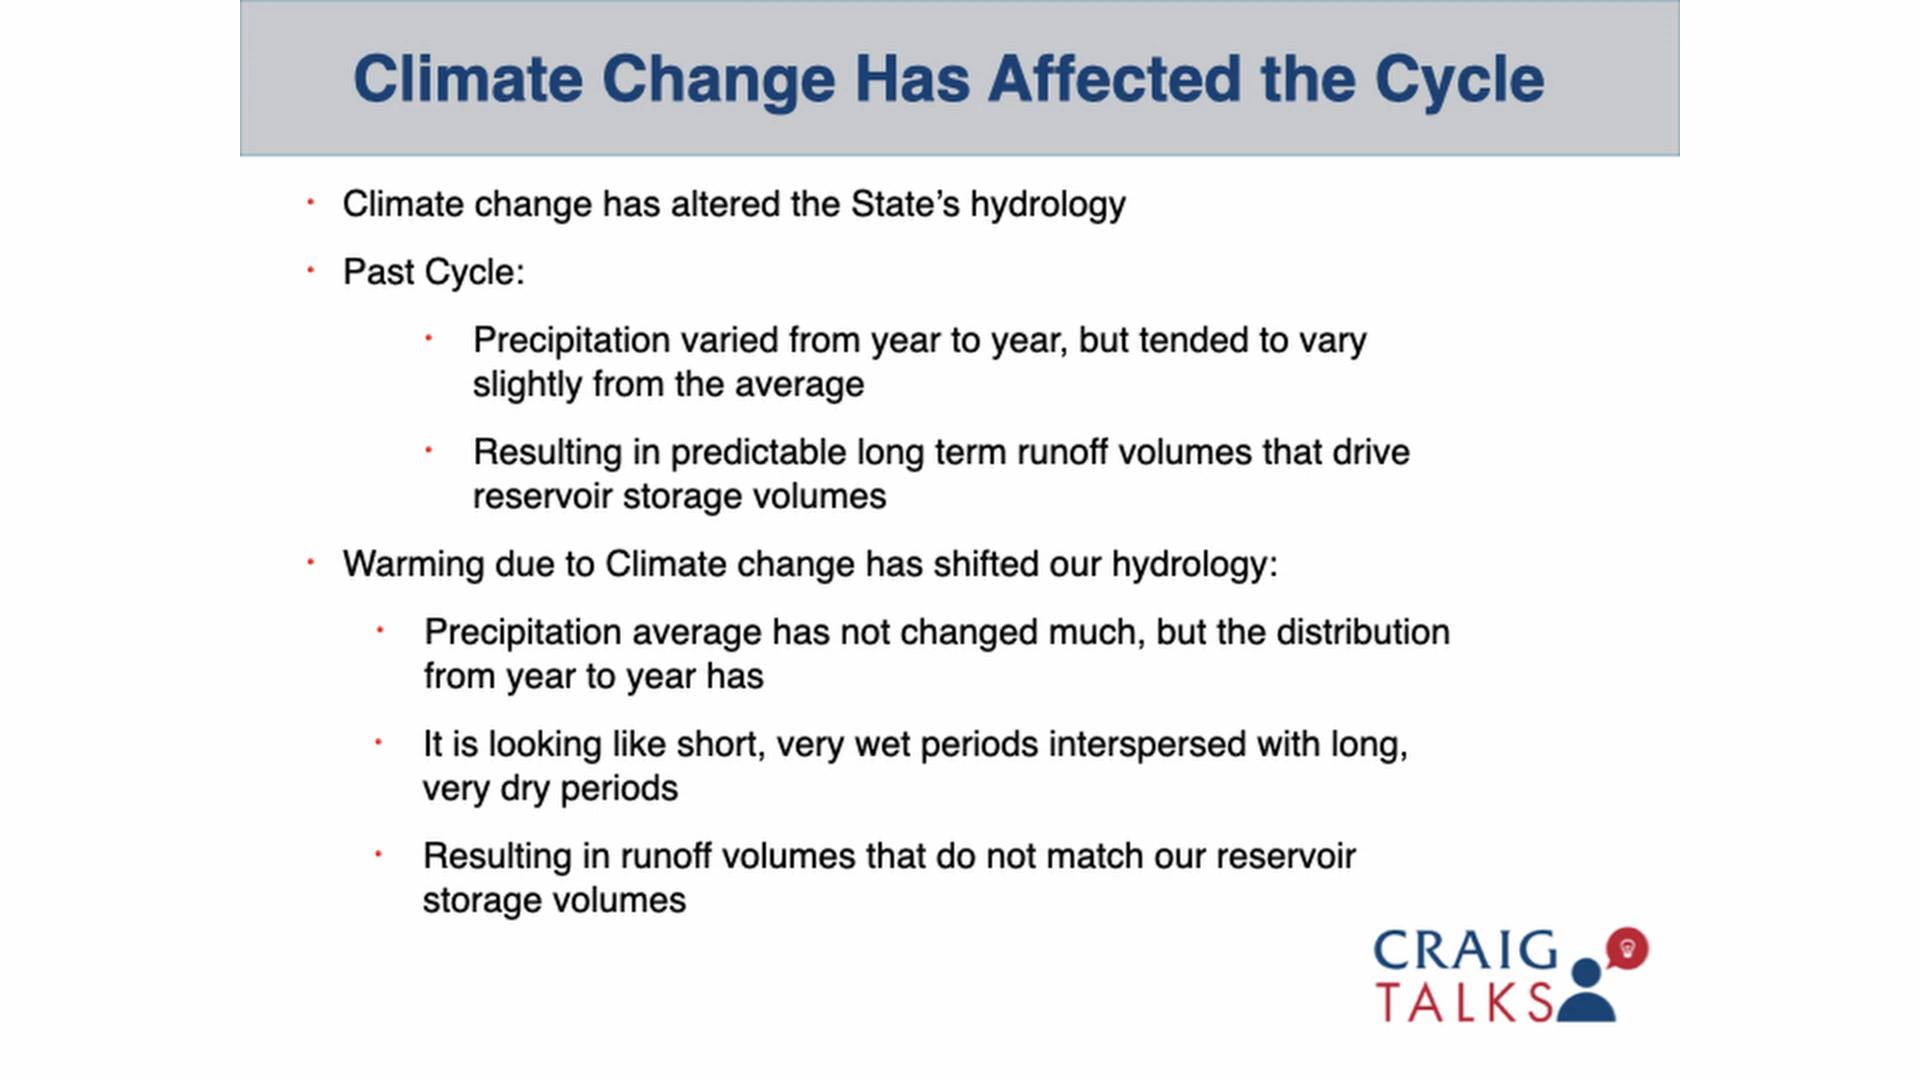 Climate Change Has Affected the Cycle
• Climate change has altered the State’s hydrology
• Past Cycle:
• Precipitation varied from year to year, but tended to vary
slightly from the average
• Resulting in predictable long term runoff volumes that drive
reservoir storage volumes
• Warming due to Climate change has shifted our hydrology:
• Precipitation average has not changed much, but the distribution
from year to year has
• It is looking like short, very wet periods interspersed with long,
very dry periods
• Resulting in runoff volumes that do not match our reservoir
storage volumes
CRAIG
TALKS